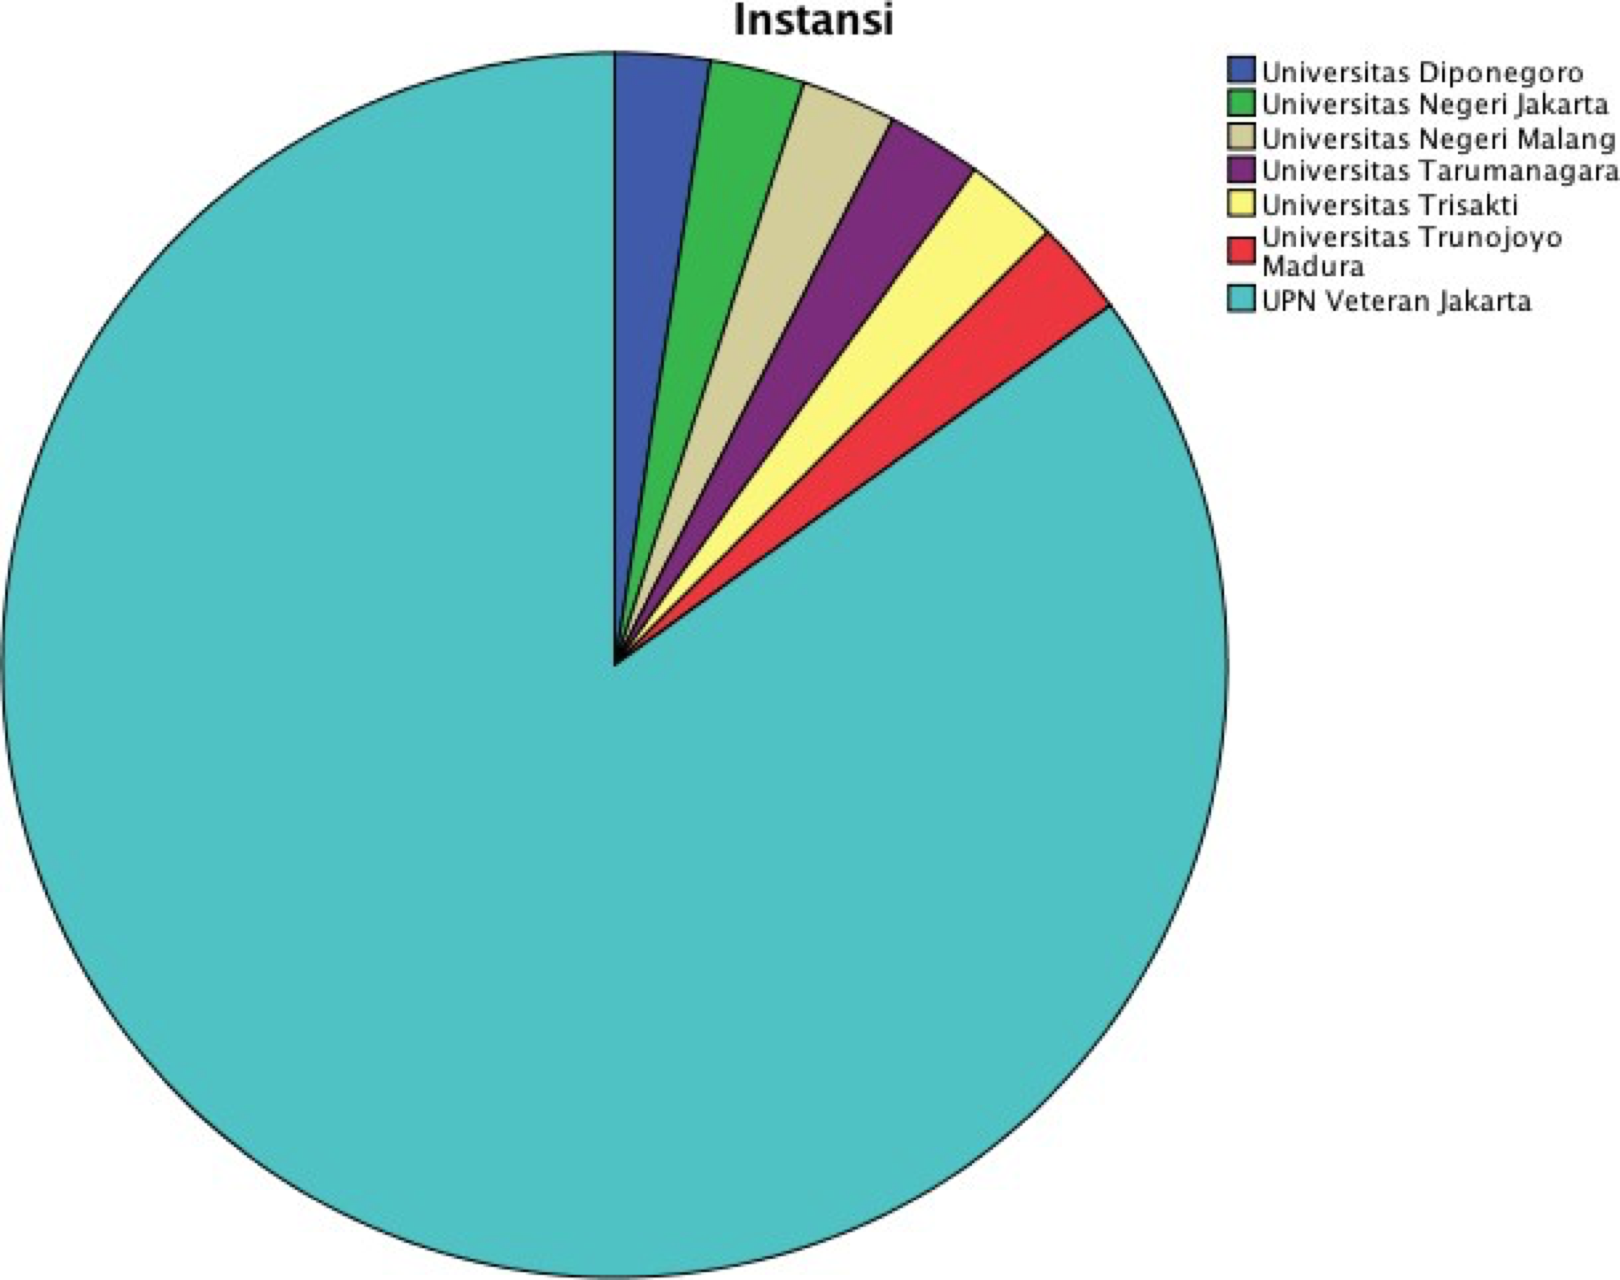 Instansi
Universitas Diponegoro
Universitas Negeri Jakarta
Universitas Negeri Malang
Universitas Tarumanagara
Universitas Trisakti
Universitas Trunojoyo
Madura
UPN Veteran Jakarta